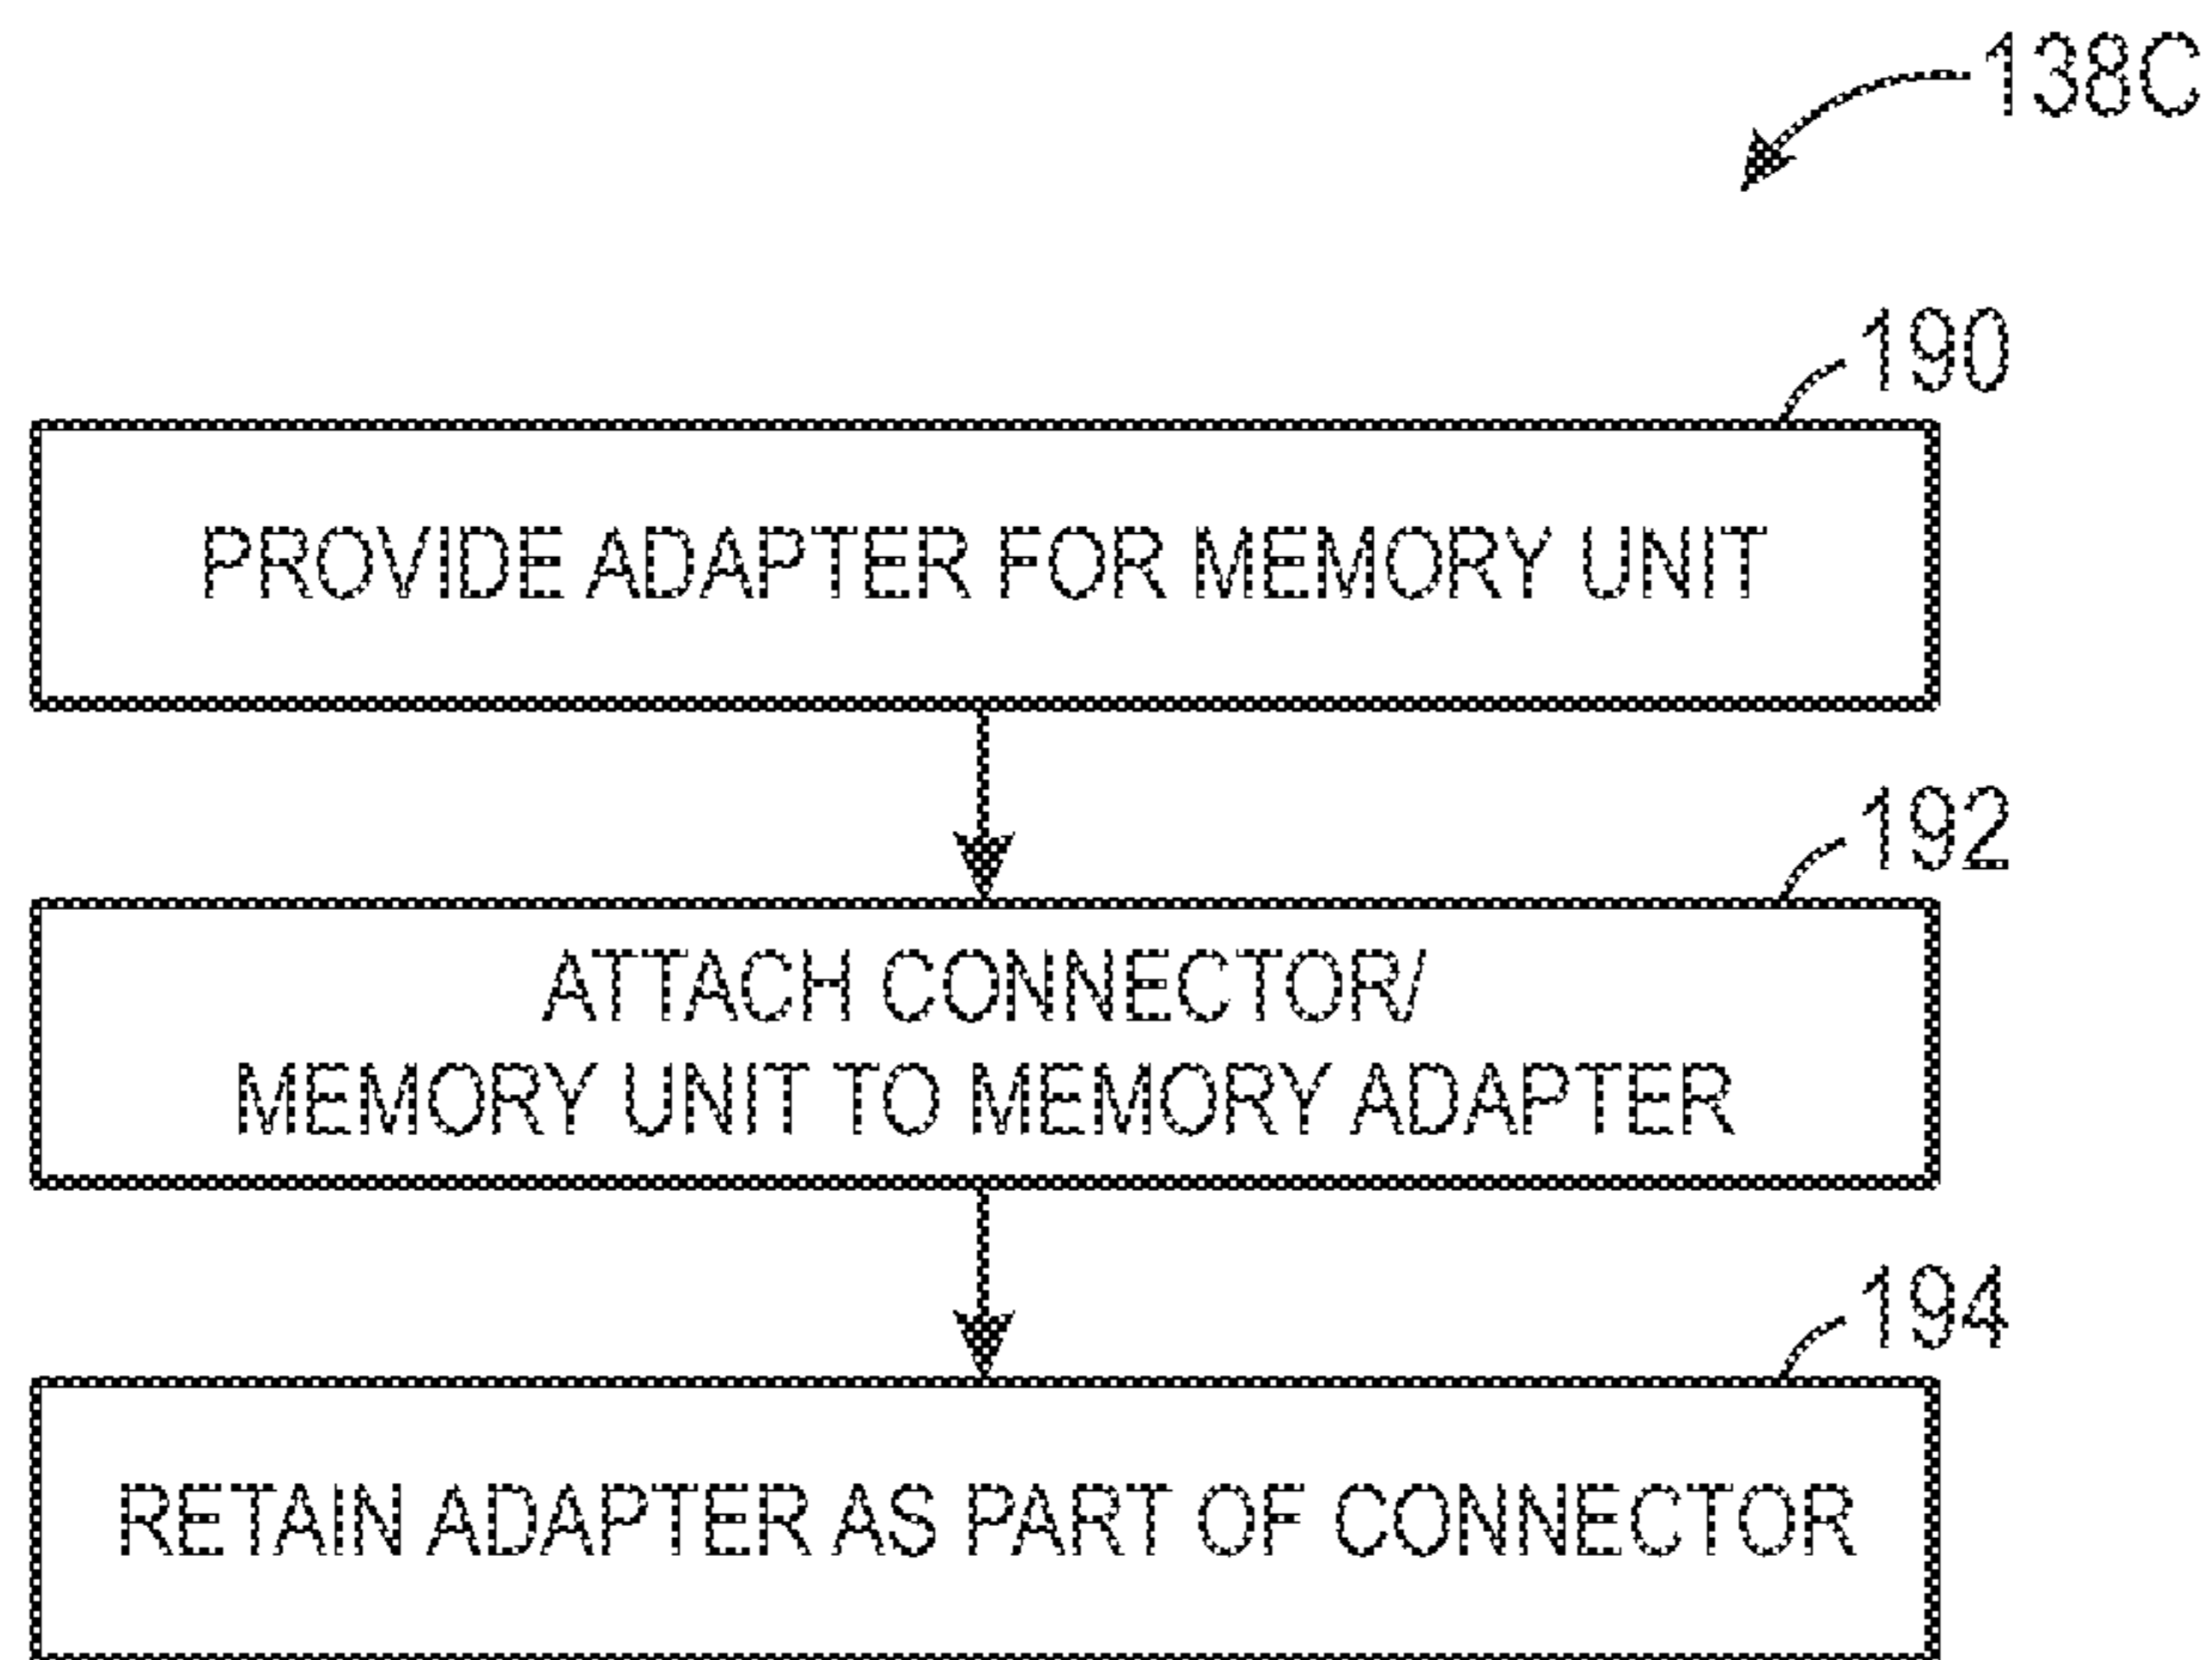 138C
190
PROVIDE ADAPTER FOR MEMORY UNIT
192
ATTACH CONNECTOR/
MEMORY UNIT TO MEMORY ADAPTER
194
RETAIN ADAPTER AS PART OF CONNECTOR